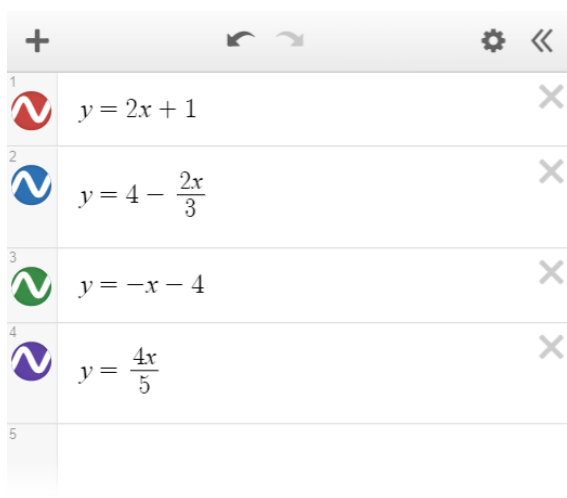 1
y = 2x + 1
2
y = 4 − 2x/3
3
y = −x − 4
4
y = 4x/5
5